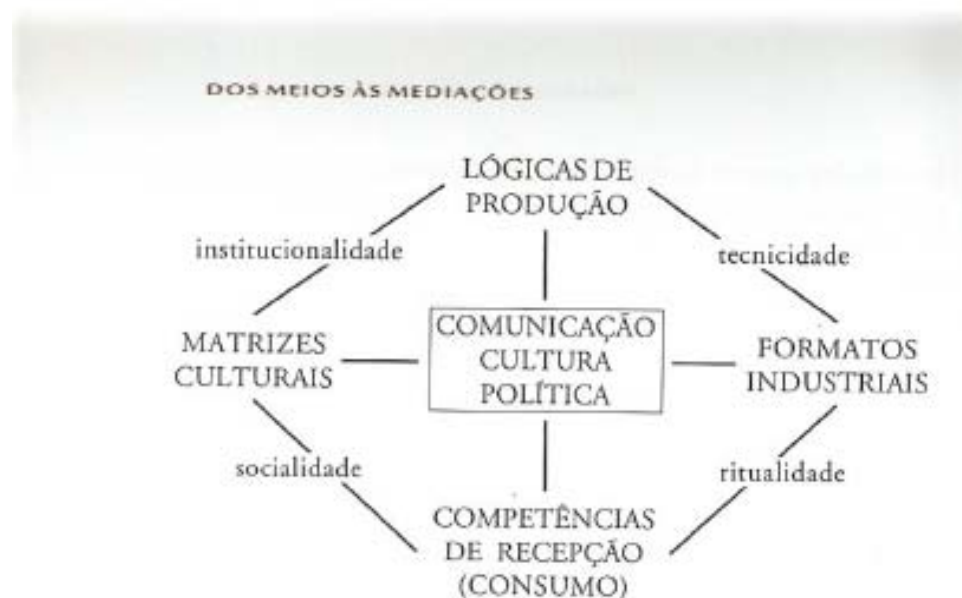 DOS MEIOS ÀS MEDIAÇÕES
LÓGICAS DE
PRODUÇÃO
institucionalidade
tecnicidade
MATRIZES
CULTURAIS
COMUNICAÇÃO
CULTURA
POLÍTICA
FORMATOS
INDUSTRIAIS
socialidade
ritualidade
COMPETÊNCIAS
DE RECEPÇÃO
(CONSUMO)